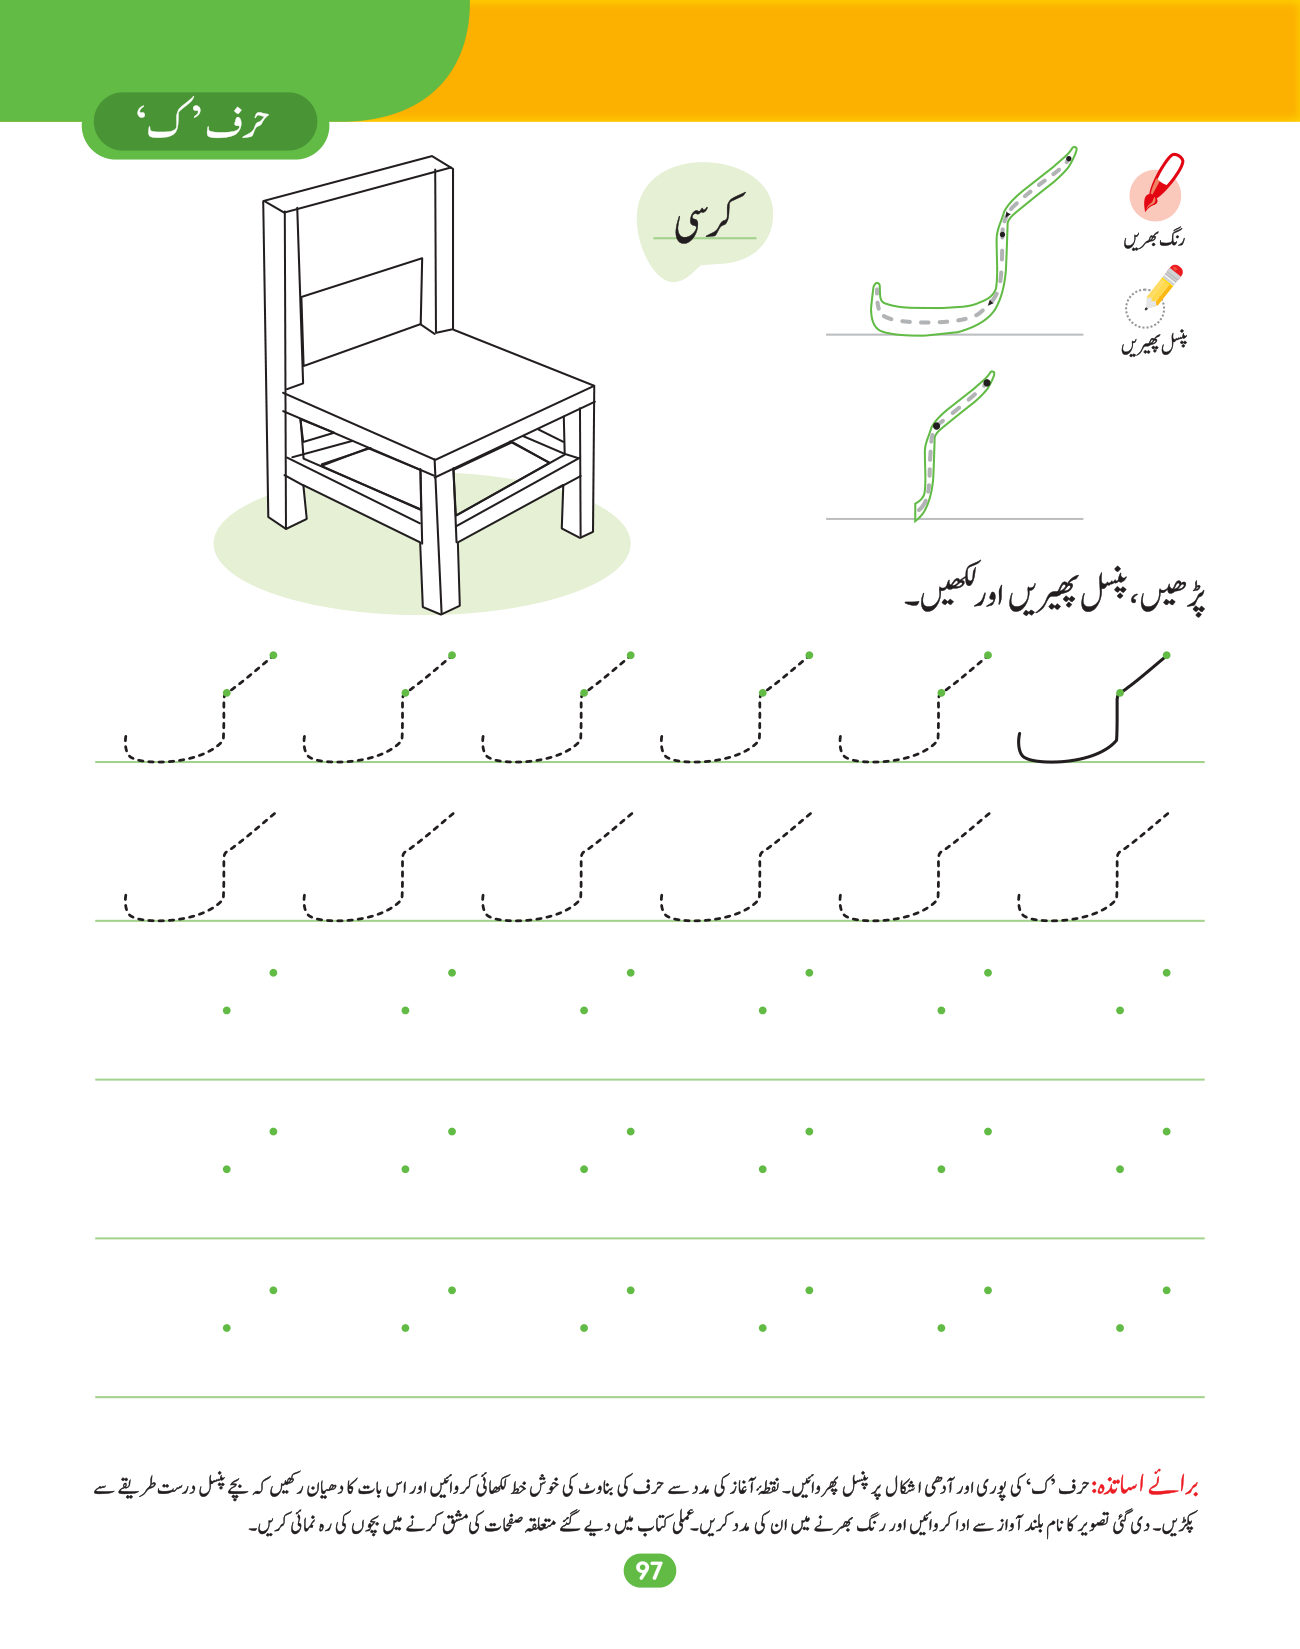 حرف ’ک‘
کرسی
رنگ بھریں
پنسل پھیریں
پڑھیں، پنسل پھیریں اور لکھیں۔
برائے اساتذہ: حرف ’ک‘ کی پوری اور آدھی اشکال پر پنسل پھروائیں۔ نقطۂ آغاز کی مدد سے حرف کی بناوٹ کی خوش خط لکھائی کروائیں اور اس بات کا دھیان رکھیں کہ بچے پنسل درست طریقے سے
پکڑیں۔ دی گئی تصویر کا نام بلند آواز سے ادا کروائیں اور رنگ بھرنے میں ان کی مدد کریں۔ عملی کتاب میں دیے گئے متعلقہ صفحات کی مشق کرنے میں بچوں کی رہ نمائی کریں۔
97